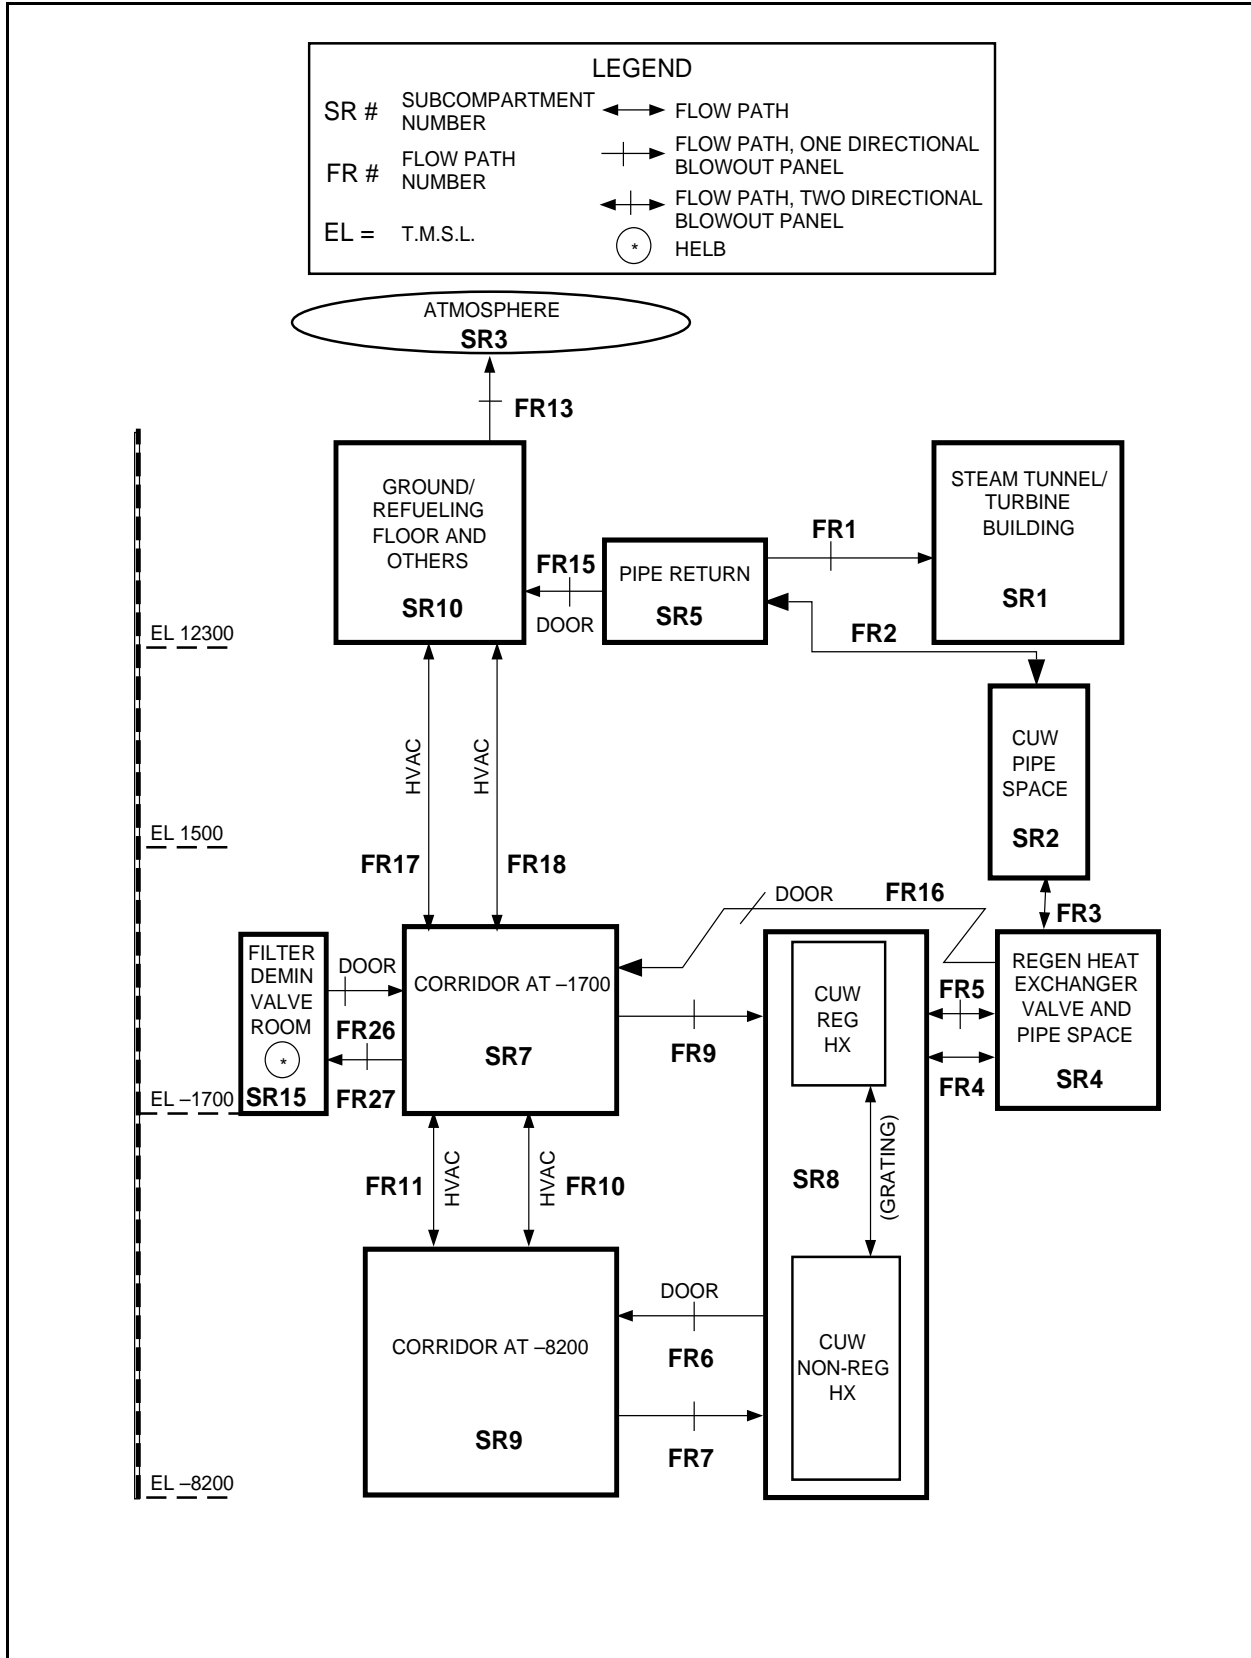 LEGEND
SR # SUBCOMPARTMENT
NUMBER
FR # FLOW PATH
NUMBER
EL = T.M.S.L.
FLOW PATH
FLOW PATH, ONE DIRECTIONAL
BLOWOUT PANEL
FLOW PATH, TWO DIRECTIONAL
BLOWOUT PANEL
* HELB
ATMOSPHERE
SR3
FR13
GROUND/
REFUELING
FLOOR AND
OTHERS
SR10
FR15
DOOR
PIPE RETURN
SR5
FR1
STEAM TUNNEL/
TURBINE
BUILDING
SR1
FR2
EL 12300
HVAC
HVAC
CUW
PIPE
SPACE
SR2
EL 1500
FR17
FR18
DOOR
FR16
FR3
FILTER
DEMIN
VALVE
ROOM
*
SR15
DOOR
FR26
FR27
CORRIDOR AT –1700
SR7
FR9
CUW
REG
HX
FR5
FR4
REGEN HEAT
EXCHANGER
VALVE AND
PIPE SPACE
SR4
EL –1700
FR11
HVAC
HVAC
FR10
SR8
(GRATING)
CORRIDOR AT –8200
SR9
DOOR
FR6
FR7
CUW
NON-REG
HX
EL –8200